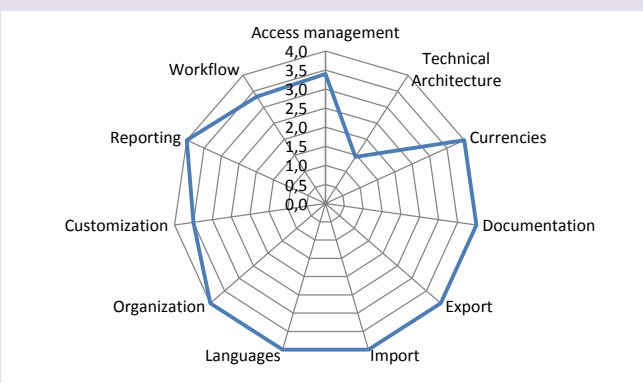 Access management
Technical
Architecture
Currencies
Documentation
Export
Import
Languages
Organization
Customization
Reporting
Workflow
4,0
3,5
3,0
2,5
2,0
1,5
1,0
0,5
0,0